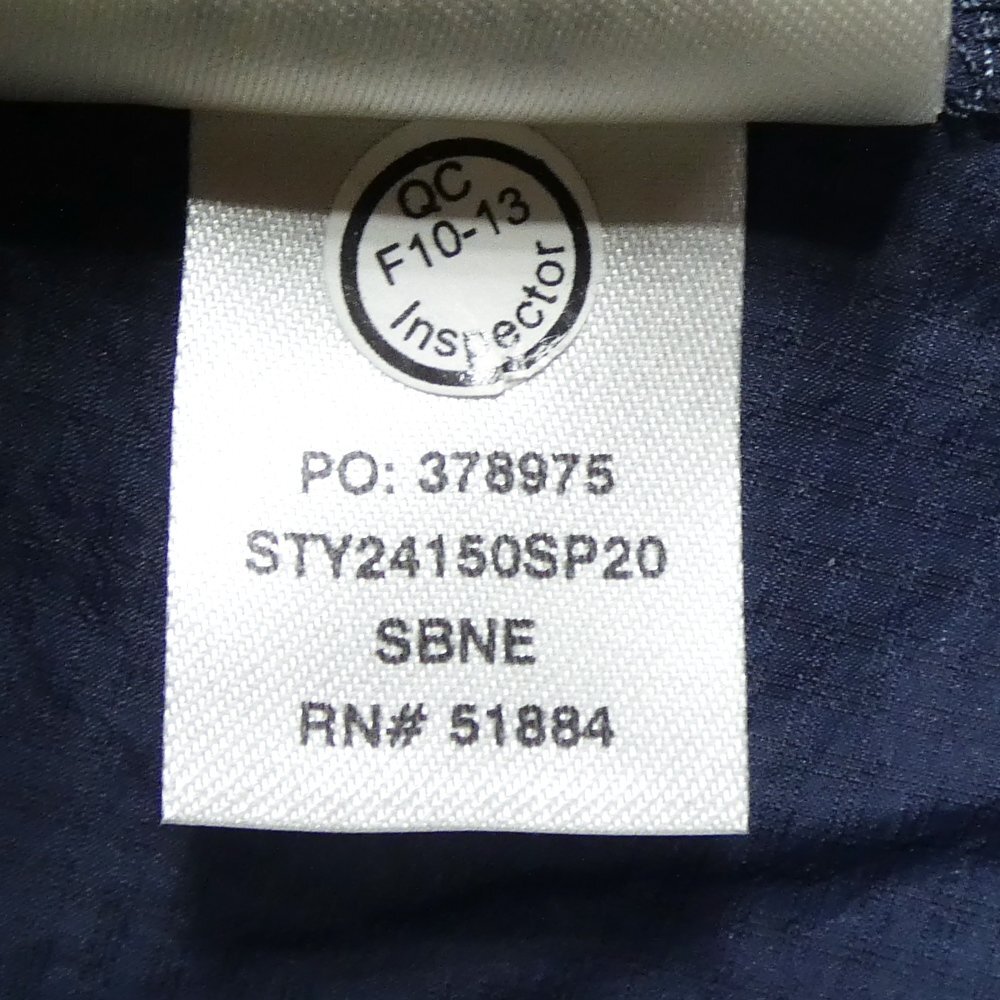 QC
F10-13
Inspector
PO: 378975
STY24150SP20
SBNE
RN# 51884